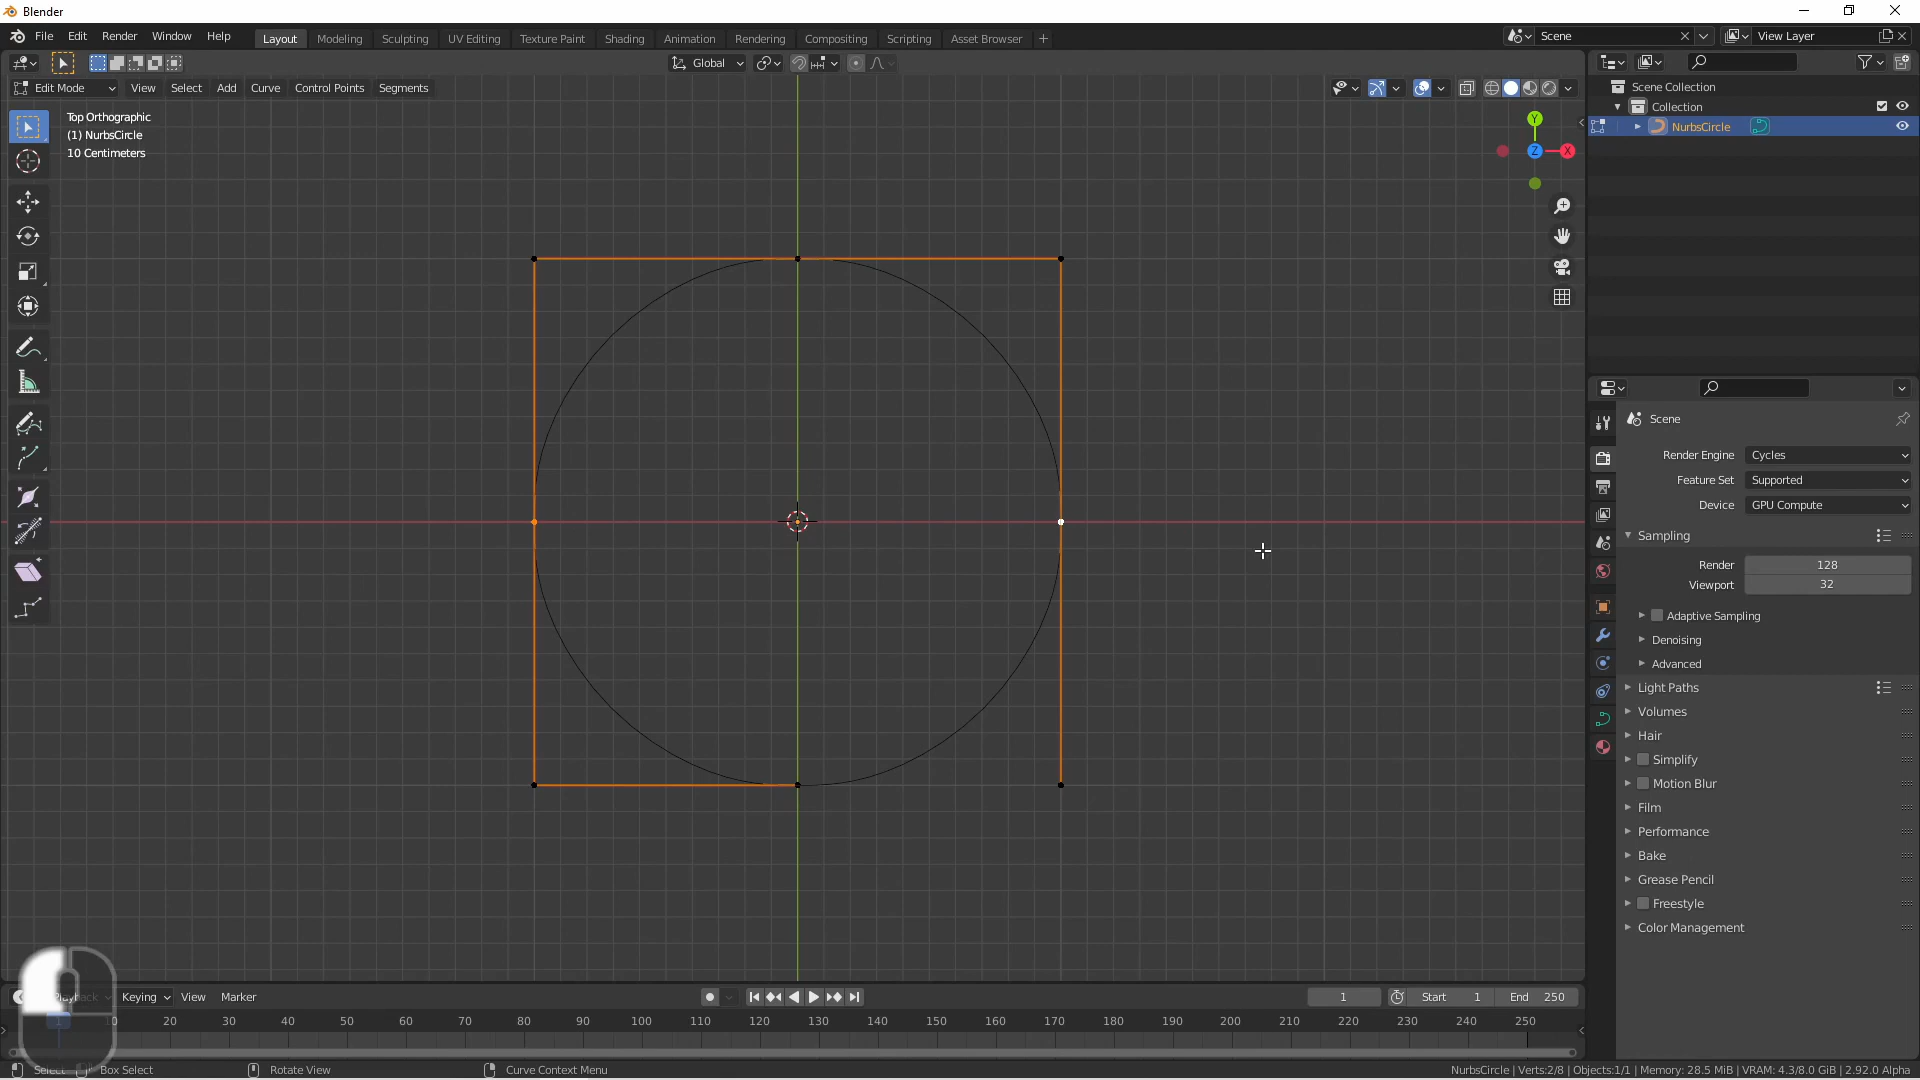 Blender
File Edit Render Window Help
Layout Modeling Sculpting UV Editing Texture Paint Shading Animation Rendering Compositing Scripting Asset Browser
Scene
View Layer
Global
Edit Mode View Select Add Curve Control Points Segments
Top Orthographic
(1) NurbsCircle
10 Centimeters
Y
Z X
Scene Collection
Collection
NurbsCircle
Scene
Render Engine Cycles
Feature Set Supported
Device GPU Compute
Sampling
Render 128
Viewport 32
Adaptive Sampling
Denoising
Advanced
Light Paths
Volumes
Hair
Simplify
Motion Blur
Film
Performance
Bake
Grease Pencil
Freestyle
Color Management
Playback Keying View Marker
1 Start 1 End 250
1 10 20 30 40 50 60 70 80 90 100 110 120 130 140 150 160 170 180 190 200 210 220 230 240 250
Select Box Select Rotate View Curve Context Menu
NurbsCircle | Verts:2/8 | Objects:1/1 | Memory: 28.5 MiB | VRAM: 4.3/8.0 GiB | 2.92.0 Alpha